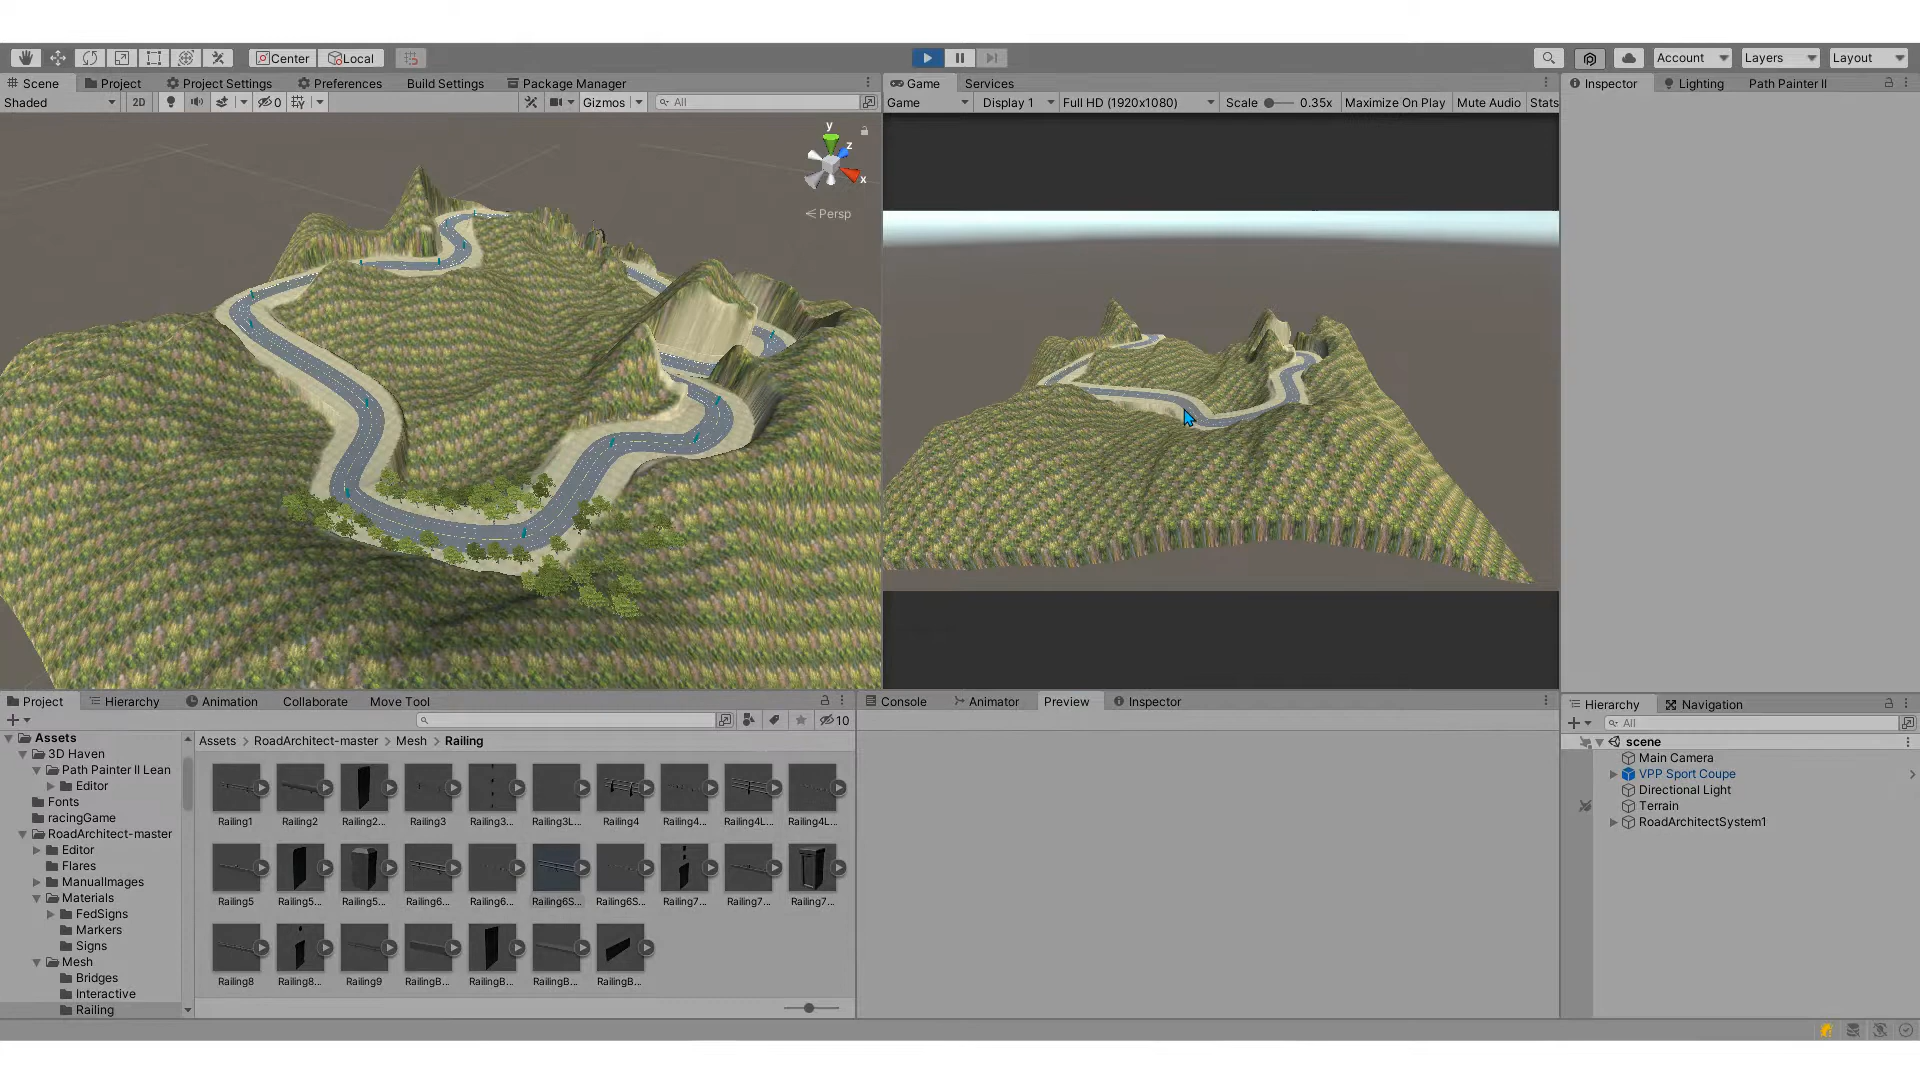 Center Local Account Layers Layout
Scene Project Project Settings Preferences Build Settings Package Manager Game Services Inspector Lighting Path Painter II
Shaded 2D 0 Gizmos All Game Display 1 Full HD (1920x1080) Scale 0.35x Maximize On Play Mute Audio Stats
y
z
x
Persp
Project Hierarchy Animation Collaborate Move Tool Console Animator Preview Inspector Hierarchy Navigation
10 All
Assets
3D Haven
Path Painter II Lean
Editor
Fonts
racingGame
RoadArchitect-master
Editor
Flares
ManualImages
Materials
FedSigns
Markers
Signs
Mesh
Bridges
Interactive
Railing
Assets RoadArchitect-master Mesh Railing
Railing1 Railing2 Railing2... Railing3 Railing3... Railing3L... Railing4 Railing4... Railing4L... Railing4L...
Railing5 Railing5... Railing5... Railing6... Railing6... Railing6S... Railing6S... Railing7... Railing7... Railing7...
Railing8 Railing8... Railing9 RailingB... RailingB... RailingB... RailingB...
scene
Main Camera
VPP Sport Coupe
Directional Light
Terrain
RoadArchitectSystem1